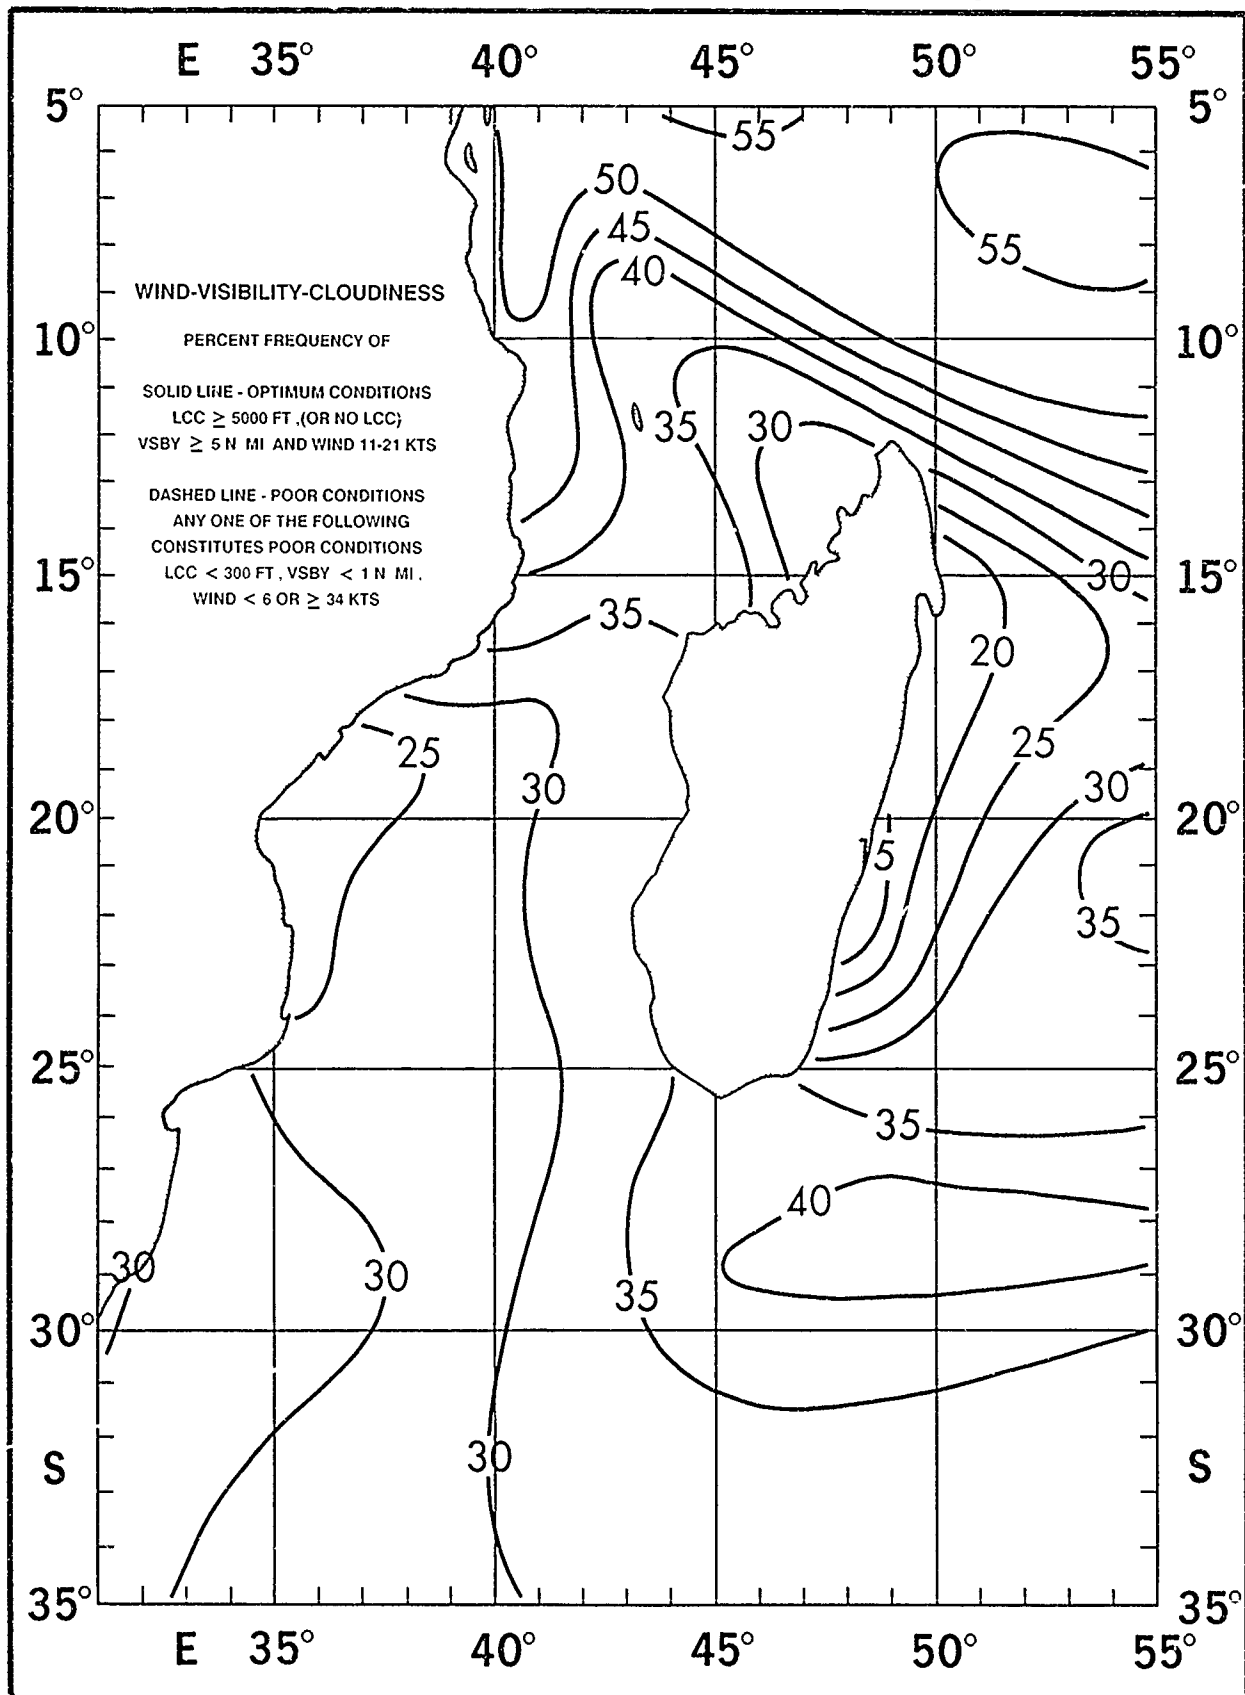 E 35° 40° 45° 50° 55°
5° 5°
55
50
55
45
40
WIND-VISIBILITY-CLOUDINESS
10° 10°
PERCENT FREQUENCY OF
SOLID LINE - OPTIMUM CONDITIONS
LCC ≥ 5000 FT ,(OR NO LCC)
VSBY ≥ 5 N MI AND WIND 11-21 KTS
35 30
DASHED LINE - POOR CONDITIONS
ANY ONE OF THE FOLLOWING
CONSTITUTES POOR CONDITIONS
LCC < 300 FT , VSBY < 1 N MI ,
WIND < 6 OR ≥ 34 KTS
15° 30 15°
35
20
25 25
30 30
20° 20°
15
35
25° 25°
35
40
30 30
35
30° 30°
S 30 S
35° 35°
E 35° 40° 45° 50° 55°